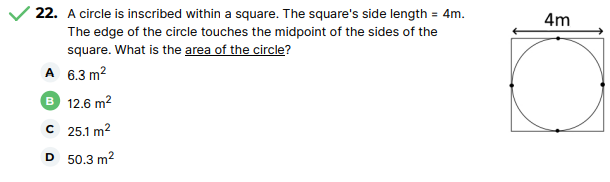 22. A circle is inscribed within a square. The square's side length = 4m.
The edge of the circle touches the midpoint of the sides of the
square. What is the area of the circle?
A 6.3 m²
B 12.6 m²
C 25.1 m²
D 50.3 m²
4m